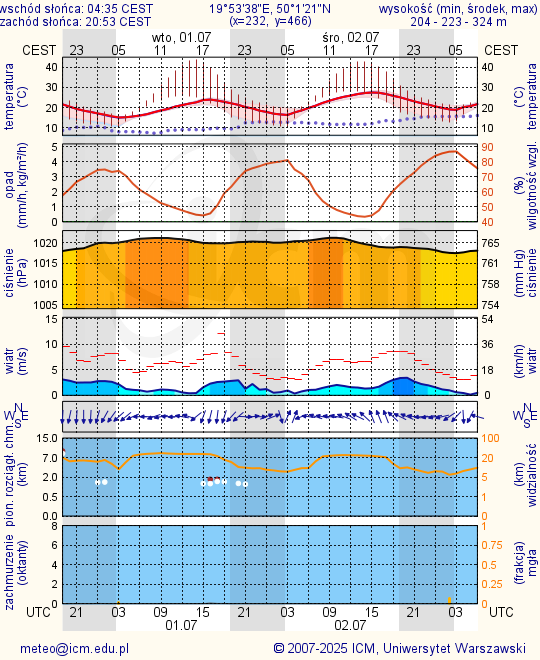 wschód słońca: 04:35 CEST 19°53'38"E, 50°1'21"N wysokość (min, środek, max)
zachód słońca: 20:53 CEST (x=232, y=466) 204 - 223 - 324 m
wto, 01.07 śro, 02.07
CEST 23 05 11 17 23 05 11 17 23 05 CEST
temperatura
(°C)
40
30
20
10
40
30
20
10
(°C)
temperatura
opad
(mm/h, kg/m²/h)
5
4
3
2
1
0
90
80
70
60
50
40
(%)
wilgotność wzgl.
ciśnienie
(hPa)
1020
1015
1010
1005
765
761
758
754
(mm Hg)
ciśnienie
wiatr
(m/s)
15
10
5
0
54
36
18
0
(km/h)
wiatr
N
W E
S
N
W E
S
pion. rozciągł. chm.
(km)
15.0
7.0
2.0
0.5
0.0
100
20
5
1
0
(km)
widzialność
zachmurzenie
(oktanty)
8
6
4
2
0
1
0.75
0.5
0.25
0
(frakcja)
mgła
UTC 21 03 09 15 21 03 09 15 21 03 UTC
01.07 02.07
meteo@icm.edu.pl © 2007-2025 ICM, Uniwersytet Warszawski